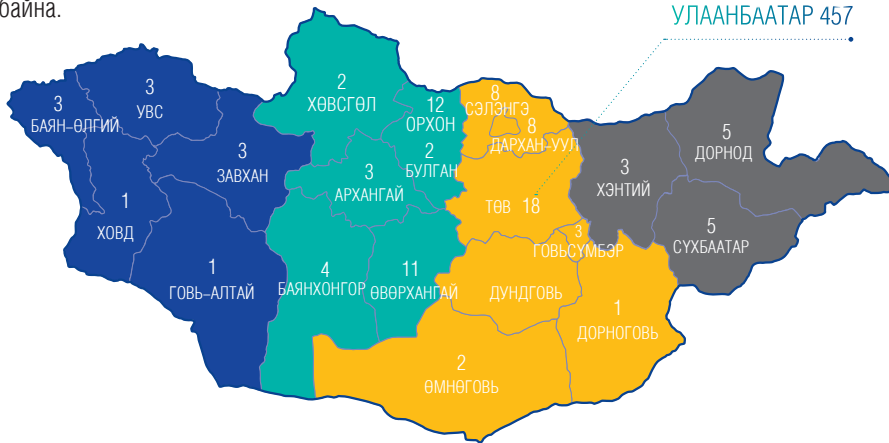 байна.
УЛААНБААТАР 457
3
БАЯН-ӨЛГИЙ
3
УВС
3
ЗАВХАН
1
ХОВД
1
ГОВЬ-АЛТАЙ
2
ХӨВСГӨЛ
12
ОРХОН
2
БУЛГАН
3
АРХАНГАЙ
4
БАЯНХОНГОР
11
ӨВӨРХАНГАЙ
8
СЭЛЭНГЭ
8
ДАРХАН-УУЛ
ТӨВ 18
3
ГОВЬСҮМБЭР
ДУНДГОВЬ
1
ДОРНОГОВЬ
2
ӨМНӨГОВЬ
3
ХЭНТИЙ
5
ДОРНОД
5
СҮХБААТАР